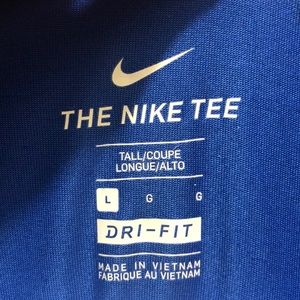 THE NIKE TEE
TALL/COUPE
LONGUE/ALTO
L G G
DRI-FIT
MADE IN VIETNAM
FABRIQUÉ AU VIETNAM